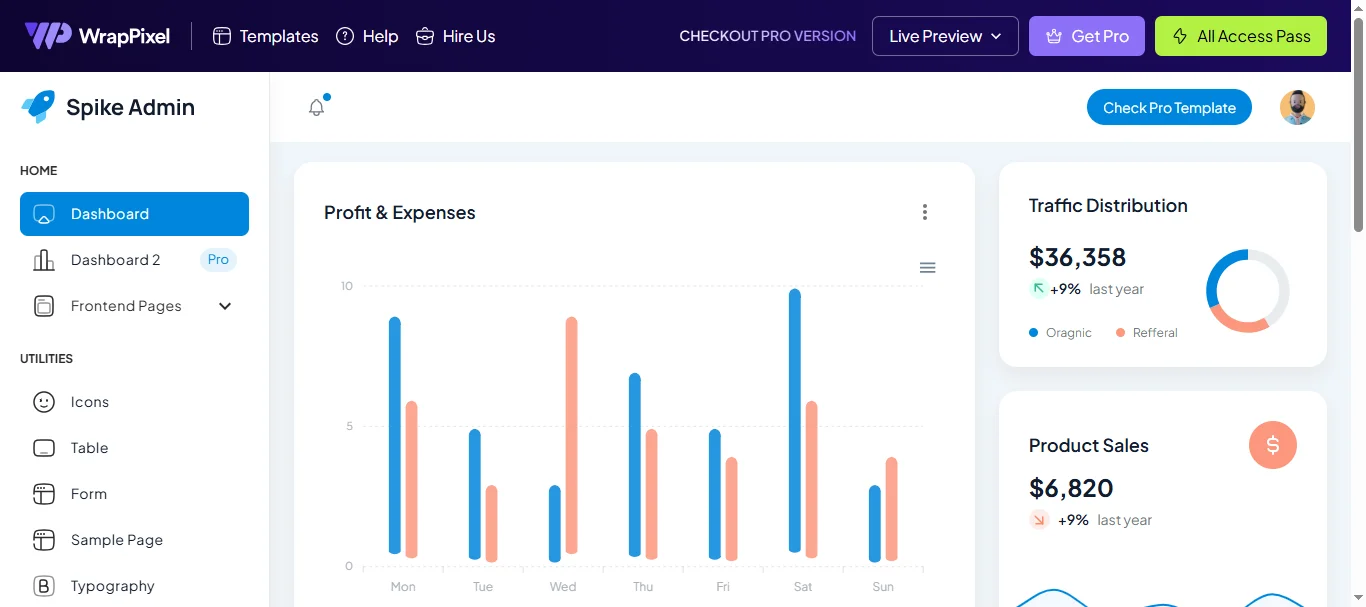 WrapPixel
Templates
Help
Hire Us
CHECKOUT PRO VERSION
Live Preview
Get Pro
All Access Pass
Spike Admin
Check Pro Template
HOME
Dashboard
Dashboard 2
Pro
Frontend Pages
UTILITIES
Icons
Table
Form
Sample Page
Typography
Profit & Expenses
10
5
0
Mon Tue Wed Thu Fri Sat Sun
Traffic Distribution
$36,358
+9% last year
Oragnic Refferal
Product Sales
$
$6,820
+9% last year